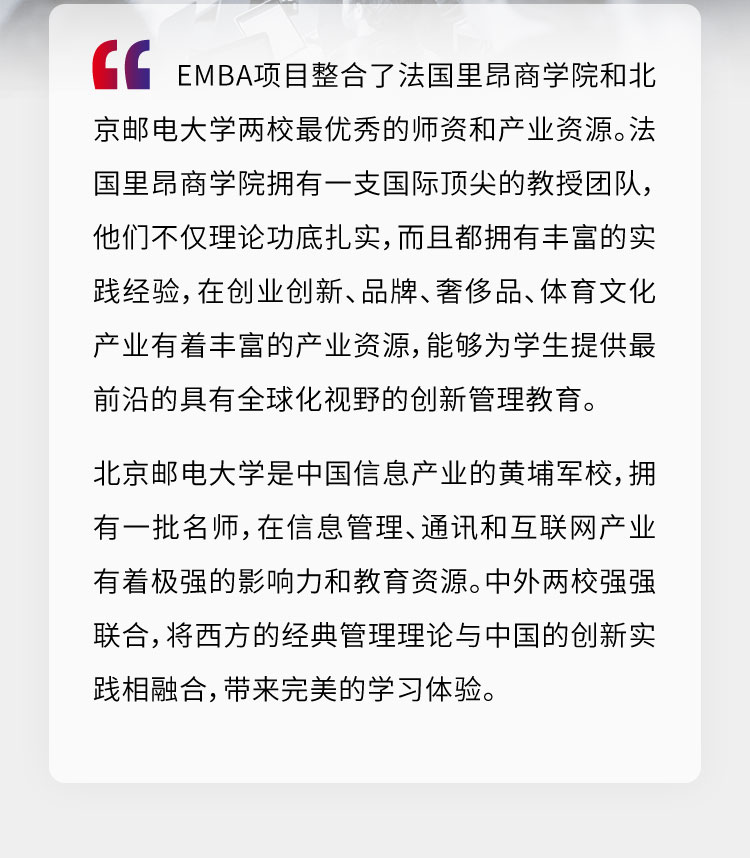 EMBA项目整合了法国里昂商学院和北
京邮电大学两校最优秀的师资和产业资源。法
国里昂商学院拥有一支国际顶尖的教授团队，
他们不仅理论功底扎实，而且都拥有丰富的实
践经验，在创业创新、品牌、奢侈品、体育文化
产业有着丰富的产业资源，能够为学生提供最
前沿的具有全球化视野的创新管理教育。
北京邮电大学是中国信息产业的黄埔军校，拥
有一批名师，在信息管理、通讯和互联网产业
有着极强的影响力和教育资源。中外两校强强
联合，将西方的经典管理理论与中国的创新实
践相融合，带来完美的学习体验。